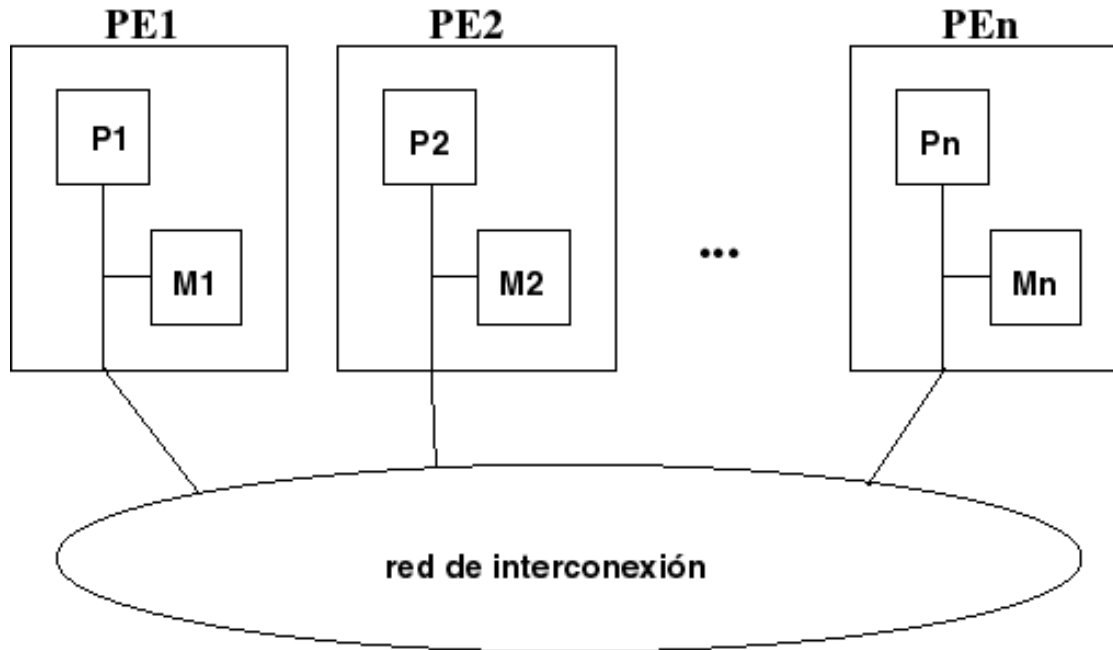 PE1
PE2
PEn
P1
P2
Pn
...
M1
M2
Mn
red de interconexión